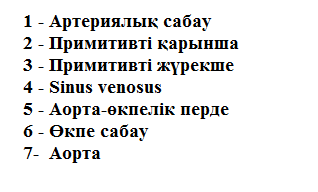 1 - Артериялық сабау
2 - Примитивті қарынша
3 - Примитивті жүрекше
4 - Sinus venosus
5 - Аорта-өкпелік перде
6 - Өкпе сабау
7- Аорта